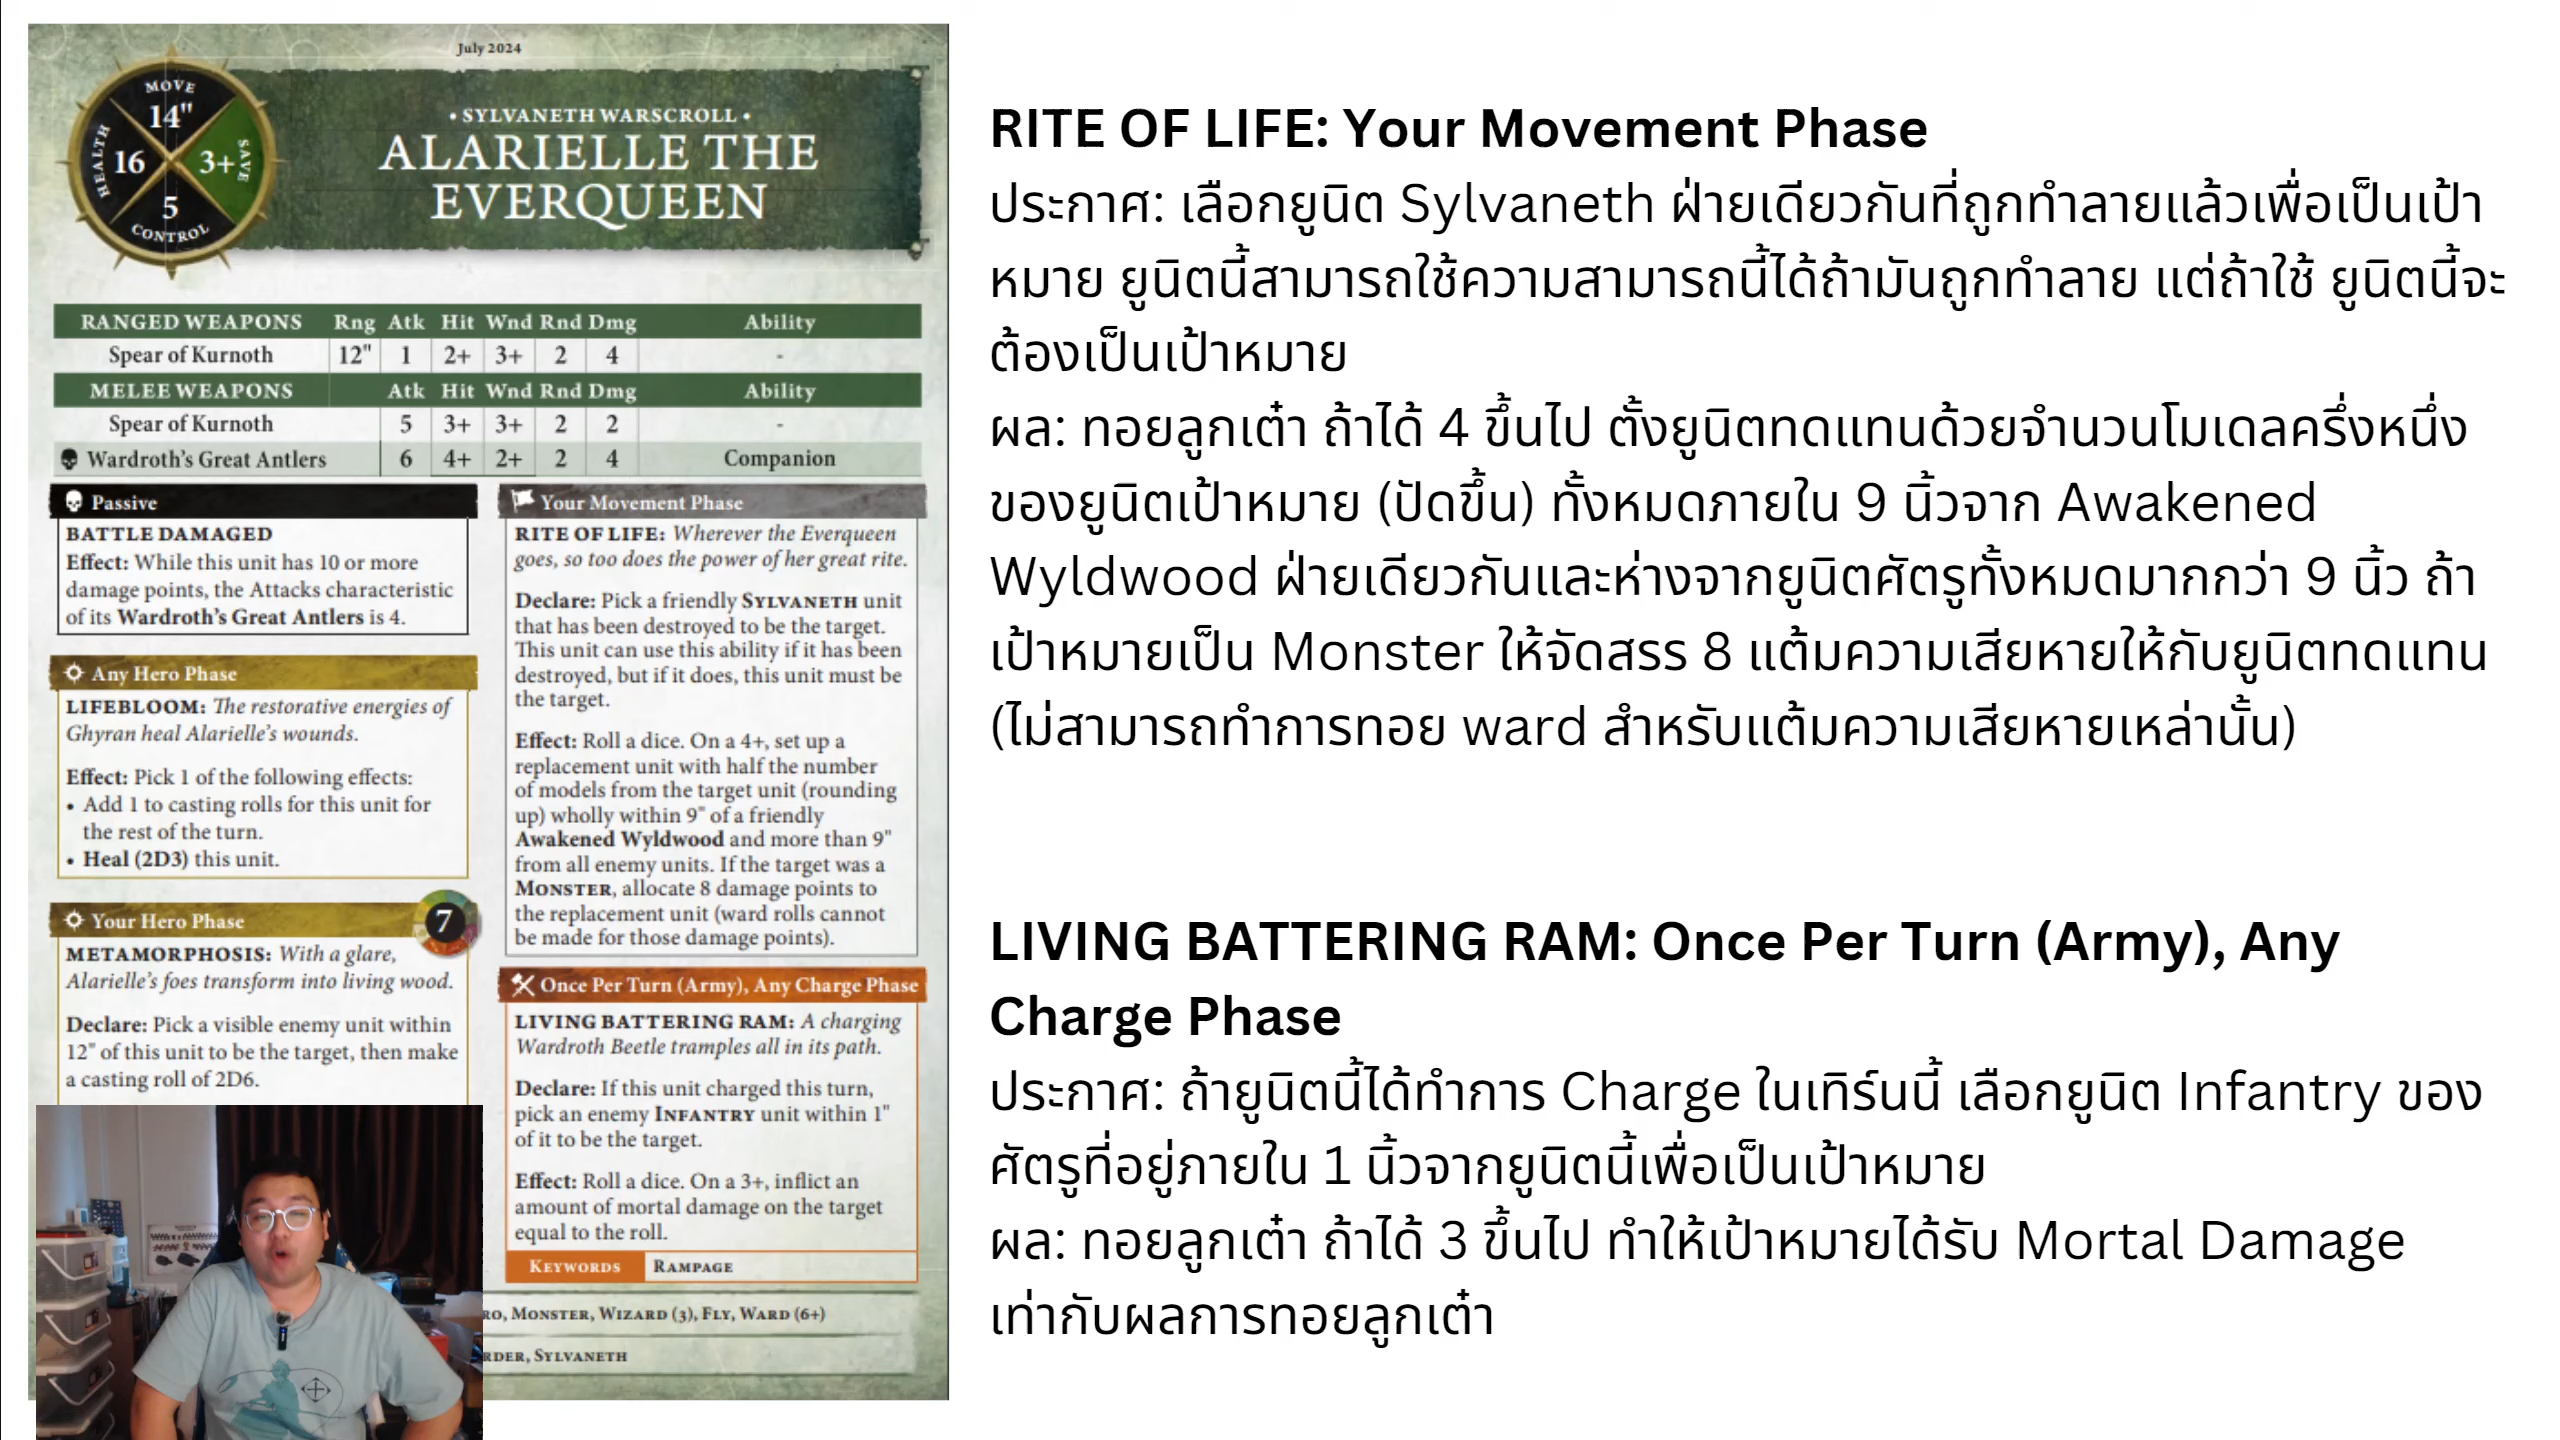 July 2024
MOVE
14"
HEALTH
16
3+
SAVE
5
CONTROL
• SYLVANETH WARSCROLL •
ALARIELLE THE
EVERQUEEN
RANGED WEAPONS Rng Atk Hit Wnd Rnd Dmg Ability
Spear of Kurnoth 12" 1 2+ 3+ 2 4 -
MELEE WEAPONS Atk Hit Wnd Rnd Dmg Ability
Spear of Kurnoth 5 3+ 3+ 2 2 -
Wardroth's Great Antlers 6 4+ 2+ 2 4 Companion
Passive
BATTLE DAMAGED
Effect: While this unit has 10 or more
damage points, the Attacks characteristic
of its Wardroth's Great Antlers is 4.
Any Hero Phase
LIFEBLOOM: The restorative energies of
Ghyran heal Alarielle's wounds.
Effect: Pick 1 of the following effects:
• Add 1 to casting rolls for this unit for
the rest of the turn.
• Heal (2D3) this unit.
Your Hero Phase
7
METAMORPHOSIS: With a glare,
Alarielle's foes transform into living wood.
Declare: Pick a visible enemy unit within
12" of this unit to be the target, then make
a casting roll of 2D6.
Your Movement Phase
RITE OF LIFE: Wherever the Everqueen
goes, so too does the power of her great rite.
Declare: Pick a friendly SYLVANETH unit
that has been destroyed to be the target.
This unit can use this ability if it has been
destroyed, but if it does, this unit must be
the target.
Effect: Roll a dice. On a 4+, set up a
replacement unit with half the number
of models from the target unit (rounding
up) wholly within 9" of a friendly
Awakened Wyldwood and more than 9"
from all enemy units. If the target was a
MONSTER, allocate 8 damage points to
the replacement unit (ward rolls cannot
be made for those damage points).
Once Per Turn (Army), Any Charge Phase
LIVING BATTERING RAM: A charging
Wardroth Beetle tramples all in its path.
Declare: If this unit charged this turn,
pick an enemy INFANTRY unit within 1"
of it to be the target.
Effect: Roll a dice. On a 3+, inflict an
amount of mortal damage on the target
equal to the roll.
KEYWORDS RAMPAGE
RO, MONSTER, WIZARD (3), FLY, WARD (6+)
RDER, SYLVANETH
RITE OF LIFE: Your Movement Phase
ประกาศ: เลือกยูนิต Sylvaneth ฝ่ายเดียวกันที่ถูกทำลายแล้วเพื่อเป็นเป้า
หมาย ยูนิตนี้สามารถใช้ความสามารถนี้ได้ถ้ามันถูกทำลาย แต่ถ้าใช้ ยูนิตนี้จะ
ต้องเป็นเป้าหมาย
ผล: ทอยลูกเต๋า ถ้าได้ 4 ขึ้นไป ตั้งยูนิตทดแทนด้วยจำนวนโมเดลครึ่งหนึ่ง
ของยูนิตเป้าหมาย (ปัดขึ้น) ทั้งหมดภายใน 9 นิ้วจาก Awakened
Wyldwood ฝ่ายเดียวกันและห่างจากยูนิตศัตรูทั้งหมดมากกว่า 9 นิ้ว ถ้า
เป้าหมายเป็น Monster ให้จัดสรร 8 แต้มความเสียหายให้กับยูนิตทดแทน
(ไม่สามารถทำการทอย ward สำหรับแต้มความเสียหายเหล่านั้น)
LIVING BATTERING RAM: Once Per Turn (Army), Any
Charge Phase
ประกาศ: ถ้ายูนิตนี้ได้ทำการ Charge ในเทิร์นนี้ เลือกยูนิต Infantry ของ
ศัตรูที่อยู่ภายใน 1 นิ้วจากยูนิตนี้เพื่อเป็นเป้าหมาย
ผล: ทอยลูกเต๋า ถ้าได้ 3 ขึ้นไป ทำให้เป้าหมายได้รับ Mortal Damage
เท่ากับผลการทอยลูกเต๋า